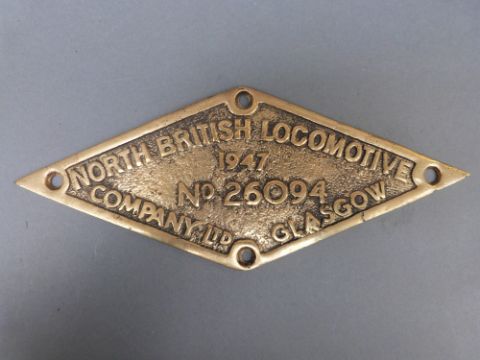 NORTH BRITISH LOCOMOTIVE
1947
No 26094
COMPANY, LTD GLASGOW